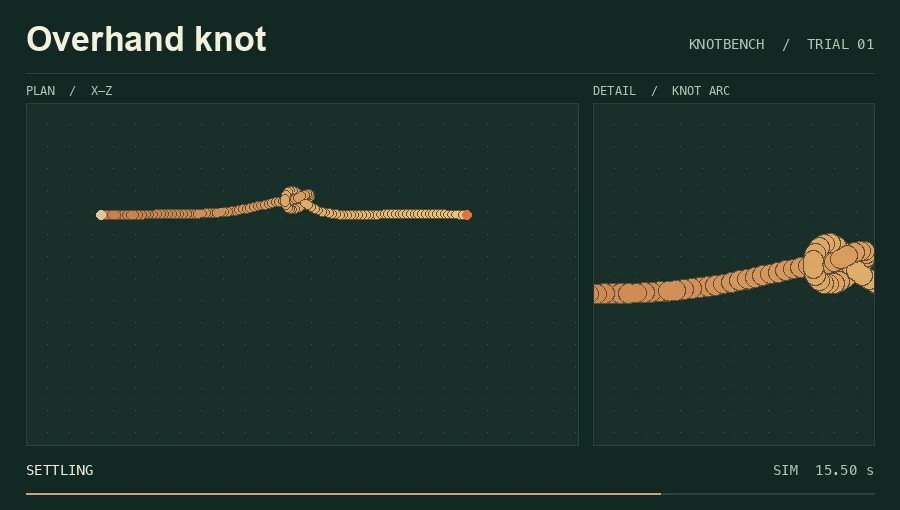 Overhand knot
KNOTBENCH / TRIAL 01
PLAN / X—Z
DETAIL / KNOT ARC
SETTLING
SIM 15.50 s